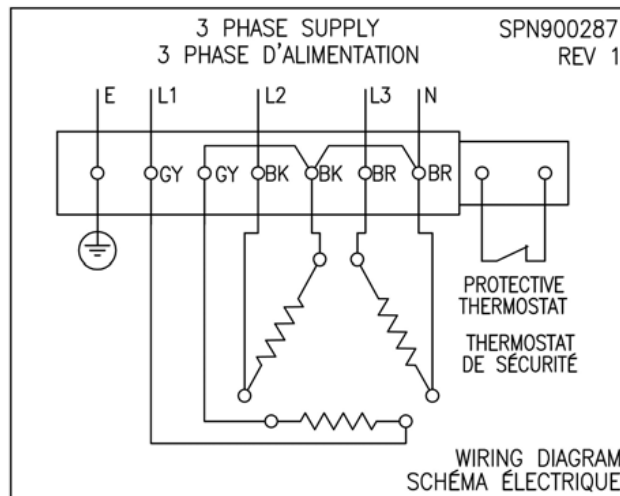 3 PHASE SUPPLY
3 PHASE D'ALIMENTATION
SPN900287
REV 1
E L1 L2 L3 N
GY GY BK BK BR BR
PROTECTIVE
THERMOSTAT
THERMOSTAT
DE SÉCURITÉ
WIRING DIAGRAM
SCHÉMA ÉLECTRIQUE